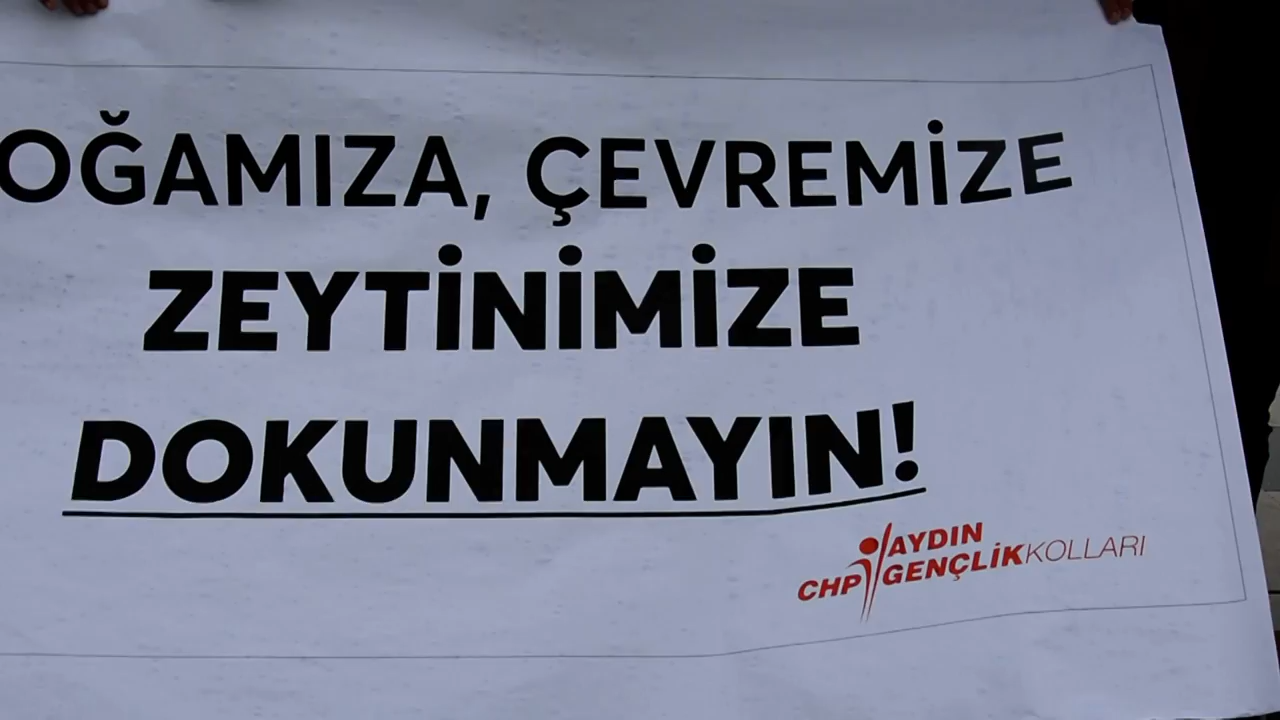 OĞAMIZA, ÇEVREMİZE
ZEYTİNİMİZE
DOKUNMAYIN!
CHP AYDIN
GENÇLİKKOLLARI